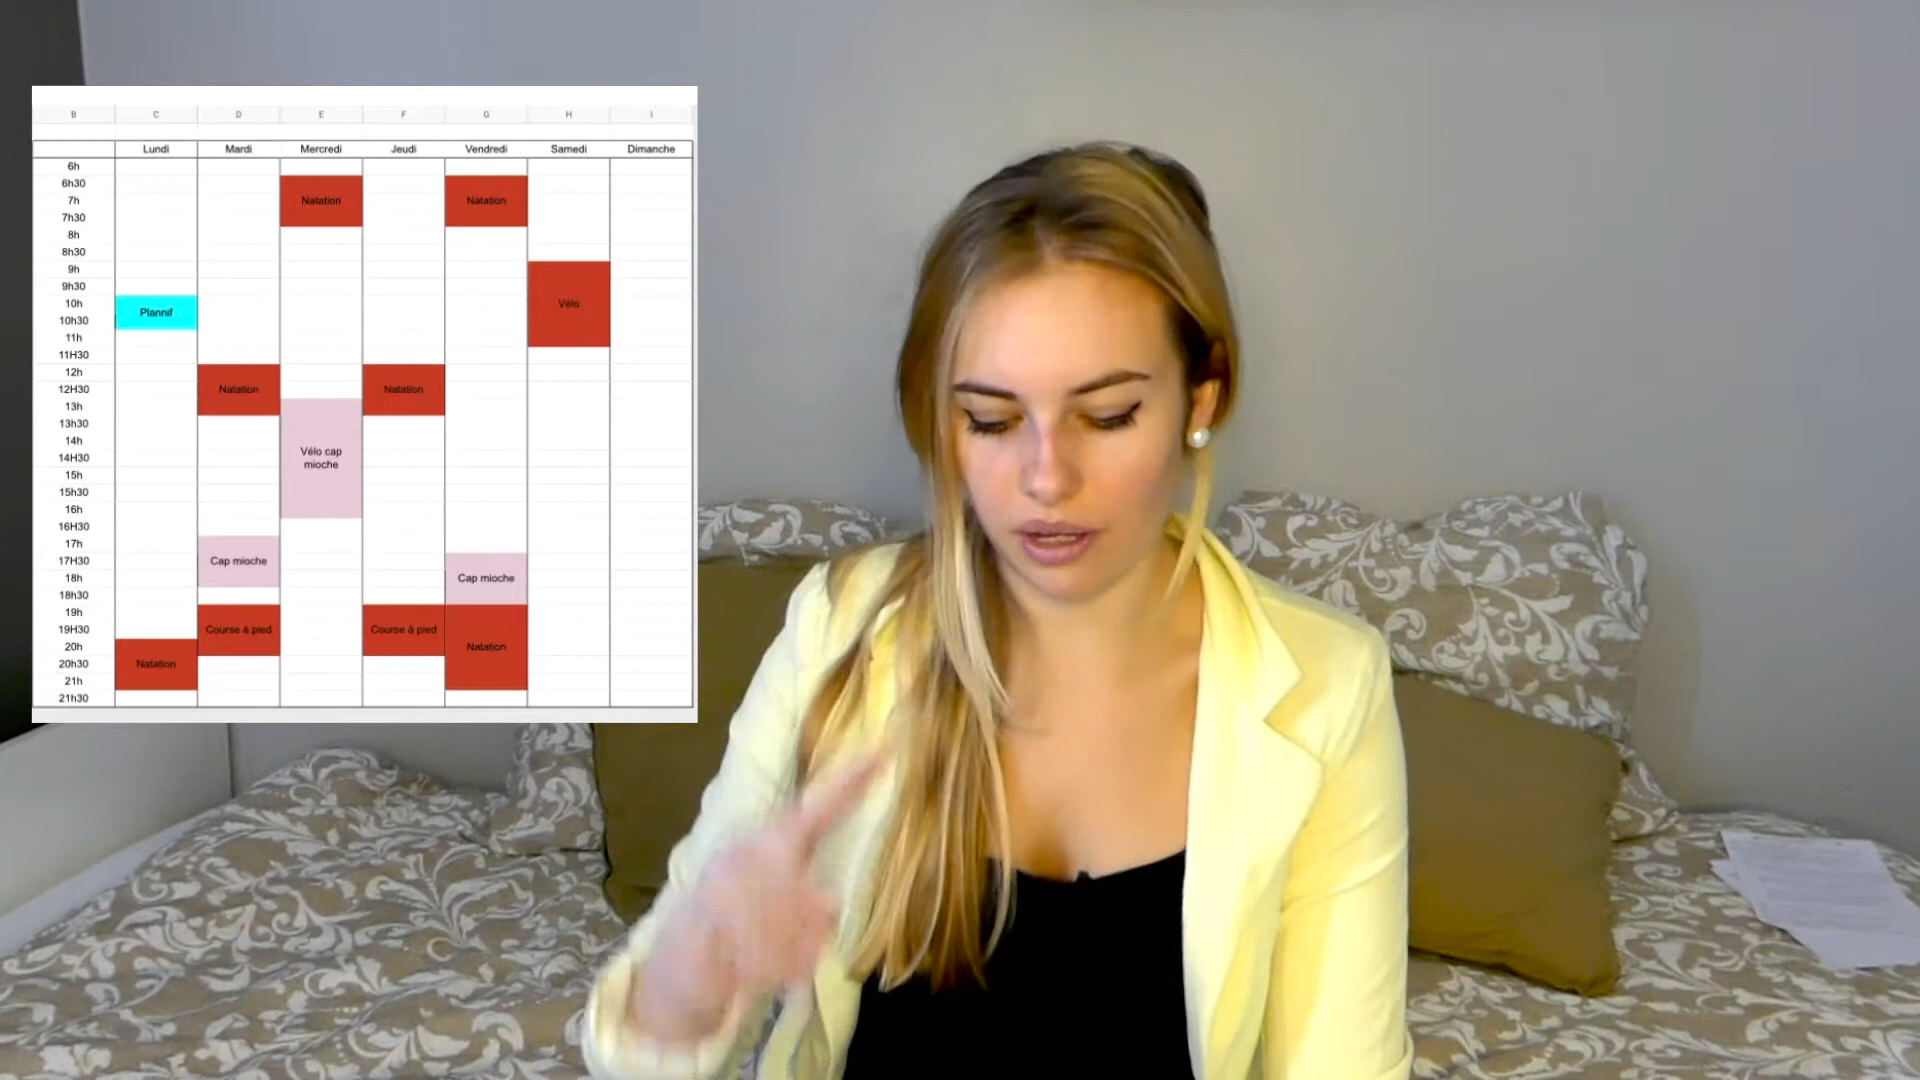 B C D E F G H I
Lundi Mardi Mercredi Jeudi Vendredi Samedi Dimanche
6h
6h30
7h Natation Natation
7h30
8h
8h30
9h
9h30
10h Vélo
Plannif
10h30
11h
11H30
12h
12H30 Natation Natation
13h
13h30
14h
14H30 Vélo cap
mioche
15h
15h30
16h
16H30
17h
17H30 Cap mioche
18h Cap mioche
18h30
19h
19H30 Course à pied Course à pied
20h Natation
20h30 Natation
21h
21h30